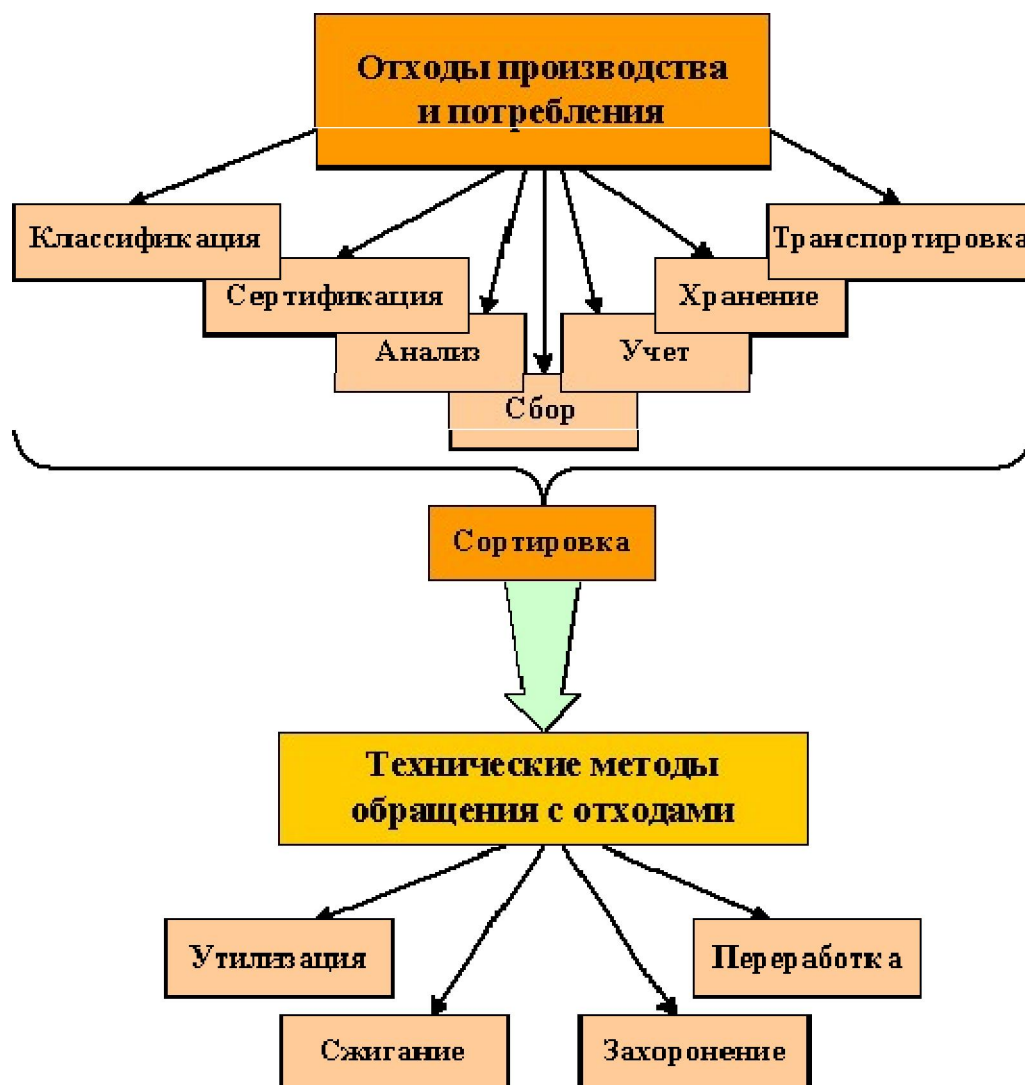 Отходы производства
и потребления
Классификация
Транспортировка
Сертификация
Хранение
Анализ
Учет
Сбор
Сортировка
Технические методы
обращения с отходами
Утилизация
Переработка
Сжигание
Захоронение